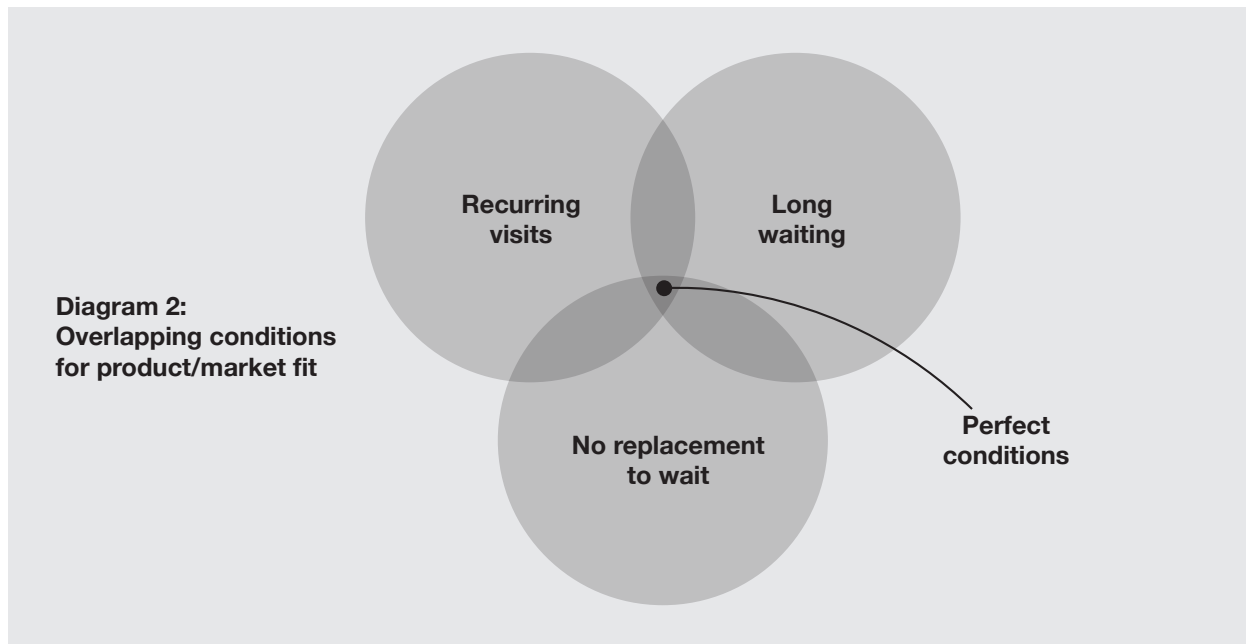 Recurring
visits
Long
waiting
Diagram 2:
Overlapping conditions
for product/market fit
No replacement
to wait
Perfect
conditions